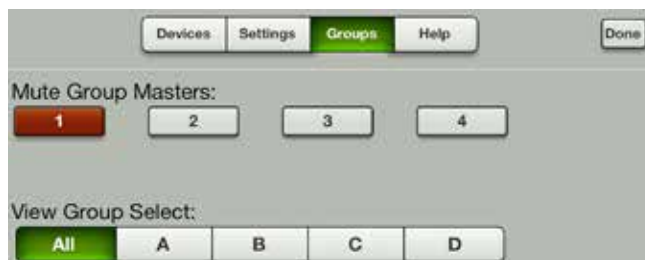 Devices Settings Groups Help Done
Mute Group Masters:
1 2 3 4
View Group Select:
All A B C D